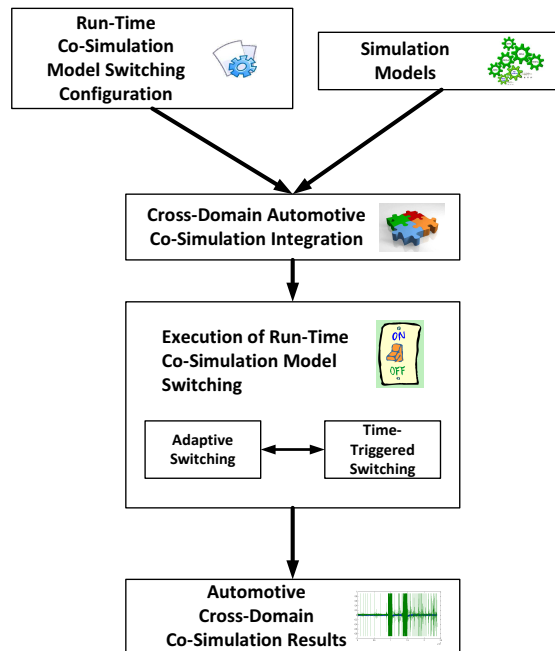 Run-Time
Co-Simulation
Model Switching
Configuration
Simulation
Models
Cross-Domain Automotive
Co-Simulation Integration
Execution of Run-Time
Co-Simulation Model
Switching
ON
OFF
Adaptive
Switching
Time-
Triggered
Switching
Automotive
Cross-Domain
Co-Simulation Results